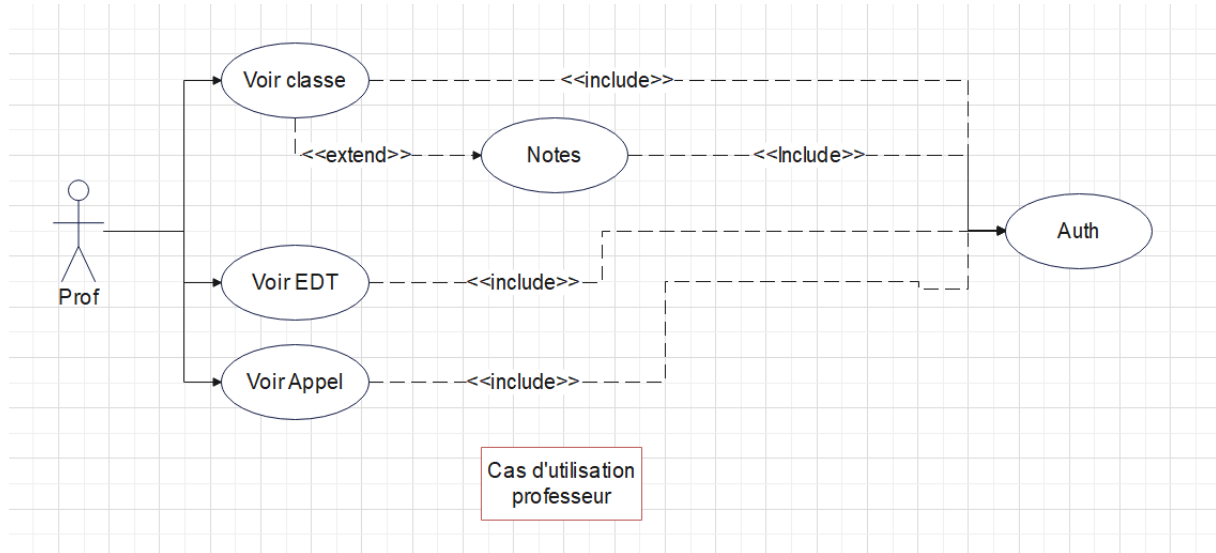 Voir classe
<<include>>
<<extend>>
Notes
<<Include>>
Auth
Prof
Voir EDT
<<include>>
Voir Appel
<<include>>
Cas d'utilisation
professeur